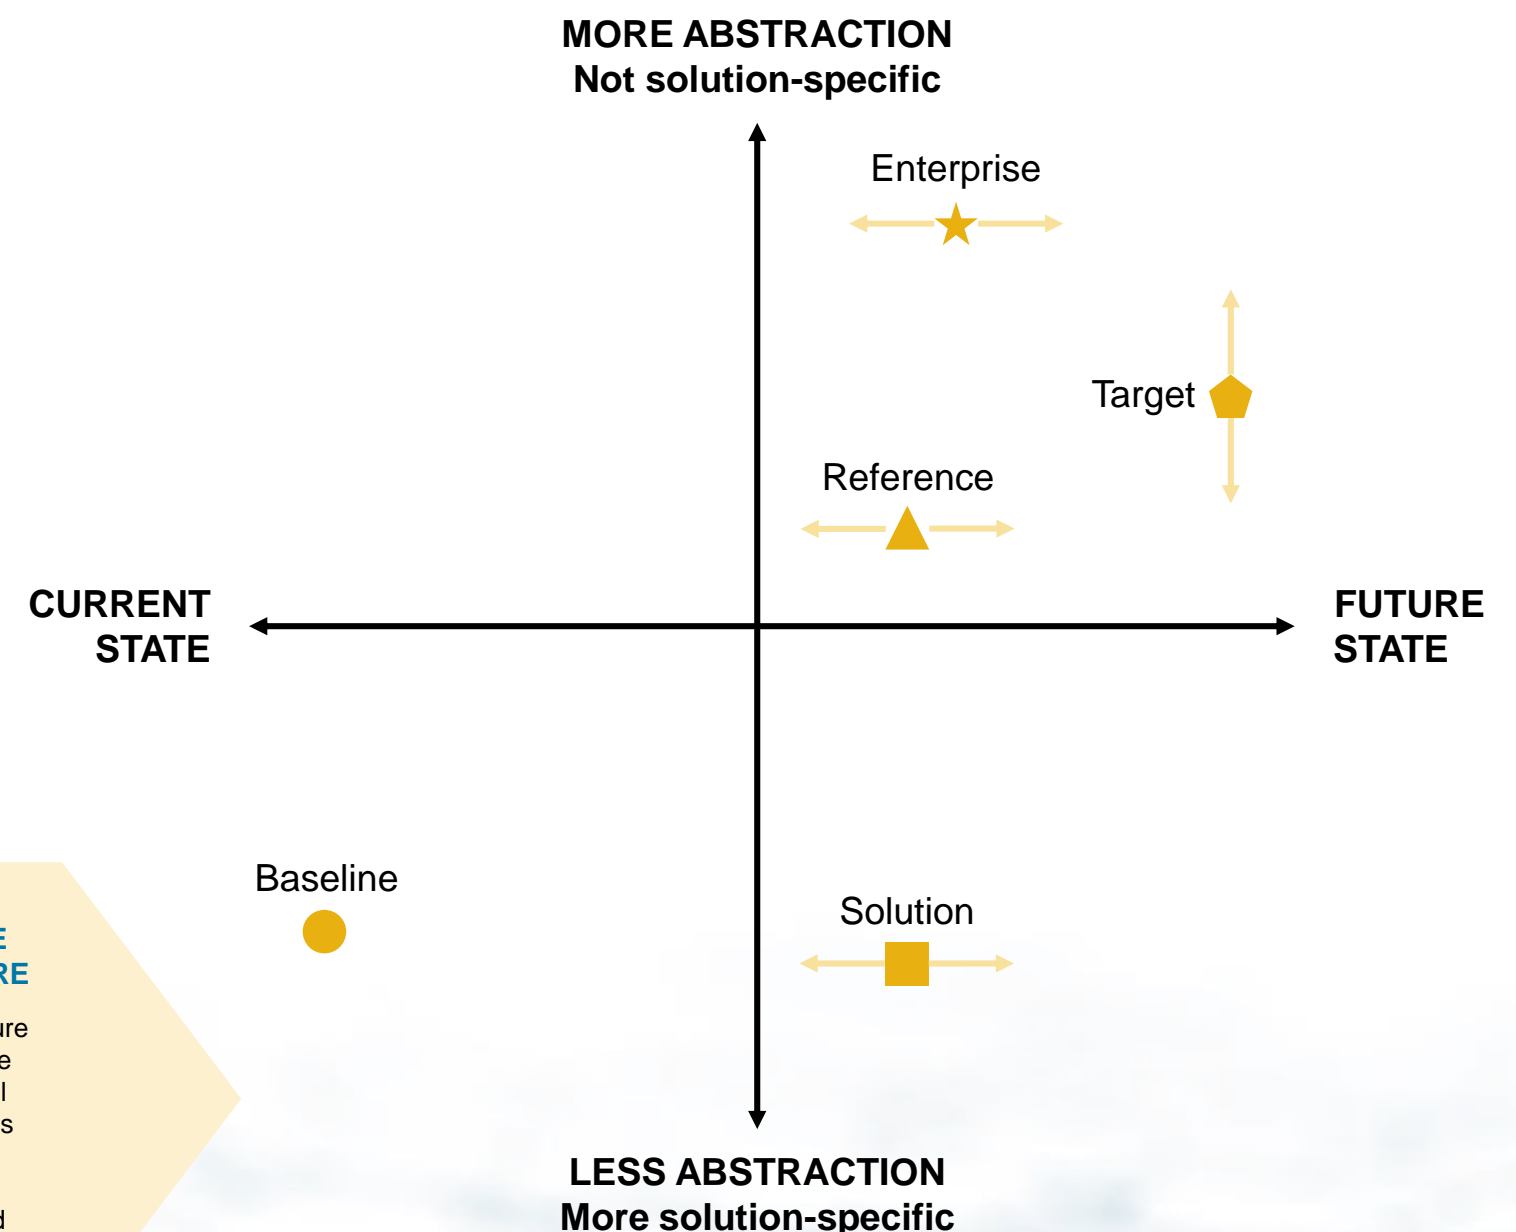 MORE ABSTRACTION
Not solution-specific
Enterprise
Target
Reference
CURRENT
STATE
FUTURE
STATE
Baseline
Solution
LESS ABSTRACTION
More solution-specific